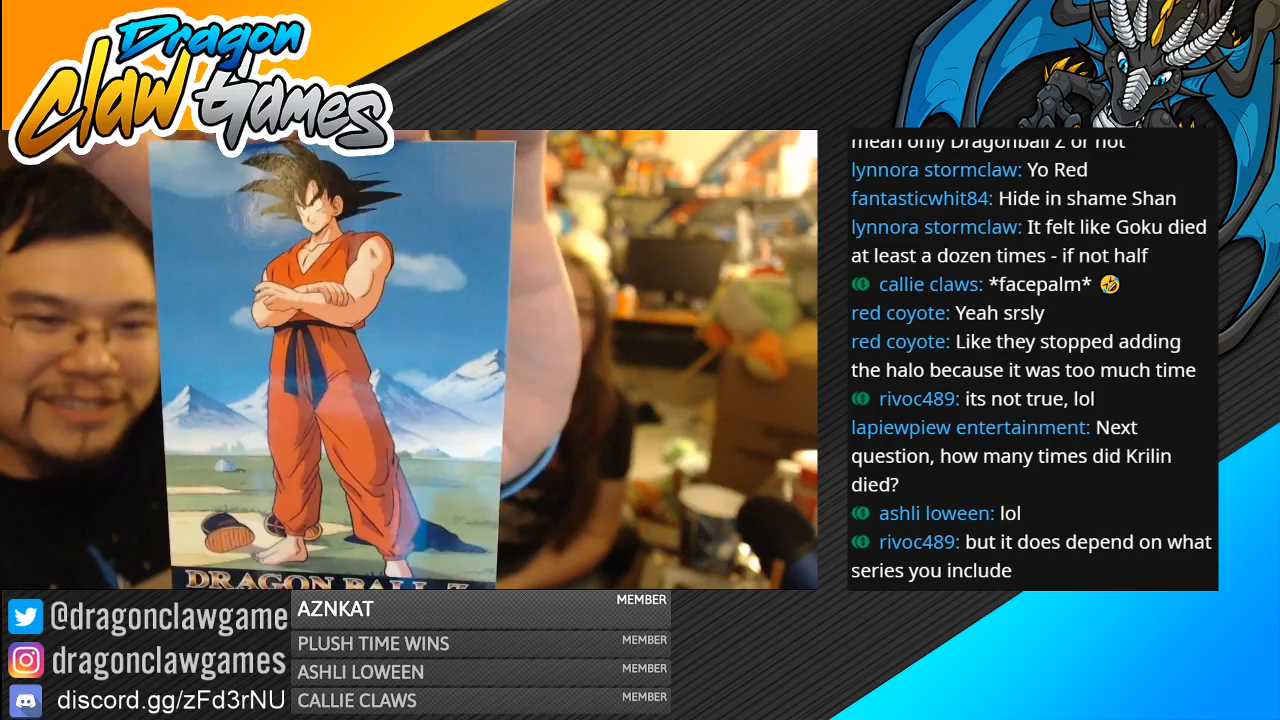 Dragon
Claw Games
mean only Dragonball Z or not
lynnora stormclaw: Yo Red
fantasticwhit84: Hide in shame Shan
lynnora stormclaw: It felt like Goku died
at least a dozen times - if not half
callie claws: *facepalm* 🤣
red coyote: Yeah srsly
red coyote: Like they stopped adding
the halo because it was too much time
rivoc489: its not true, lol
lapiewpiew entertainment: Next
question, how many times did Krilin
died?
ashli loween: lol
rivoc489: but it does depend on what
series you include
DRAGON BALL Z
@dragonclawgame
dragonclawgames
discord.gg/zFd3rNU
AZNKAT MEMBER
PLUSH TIME WINS MEMBER
ASHLI LOWEEN MEMBER
CALLIE CLAWS MEMBER